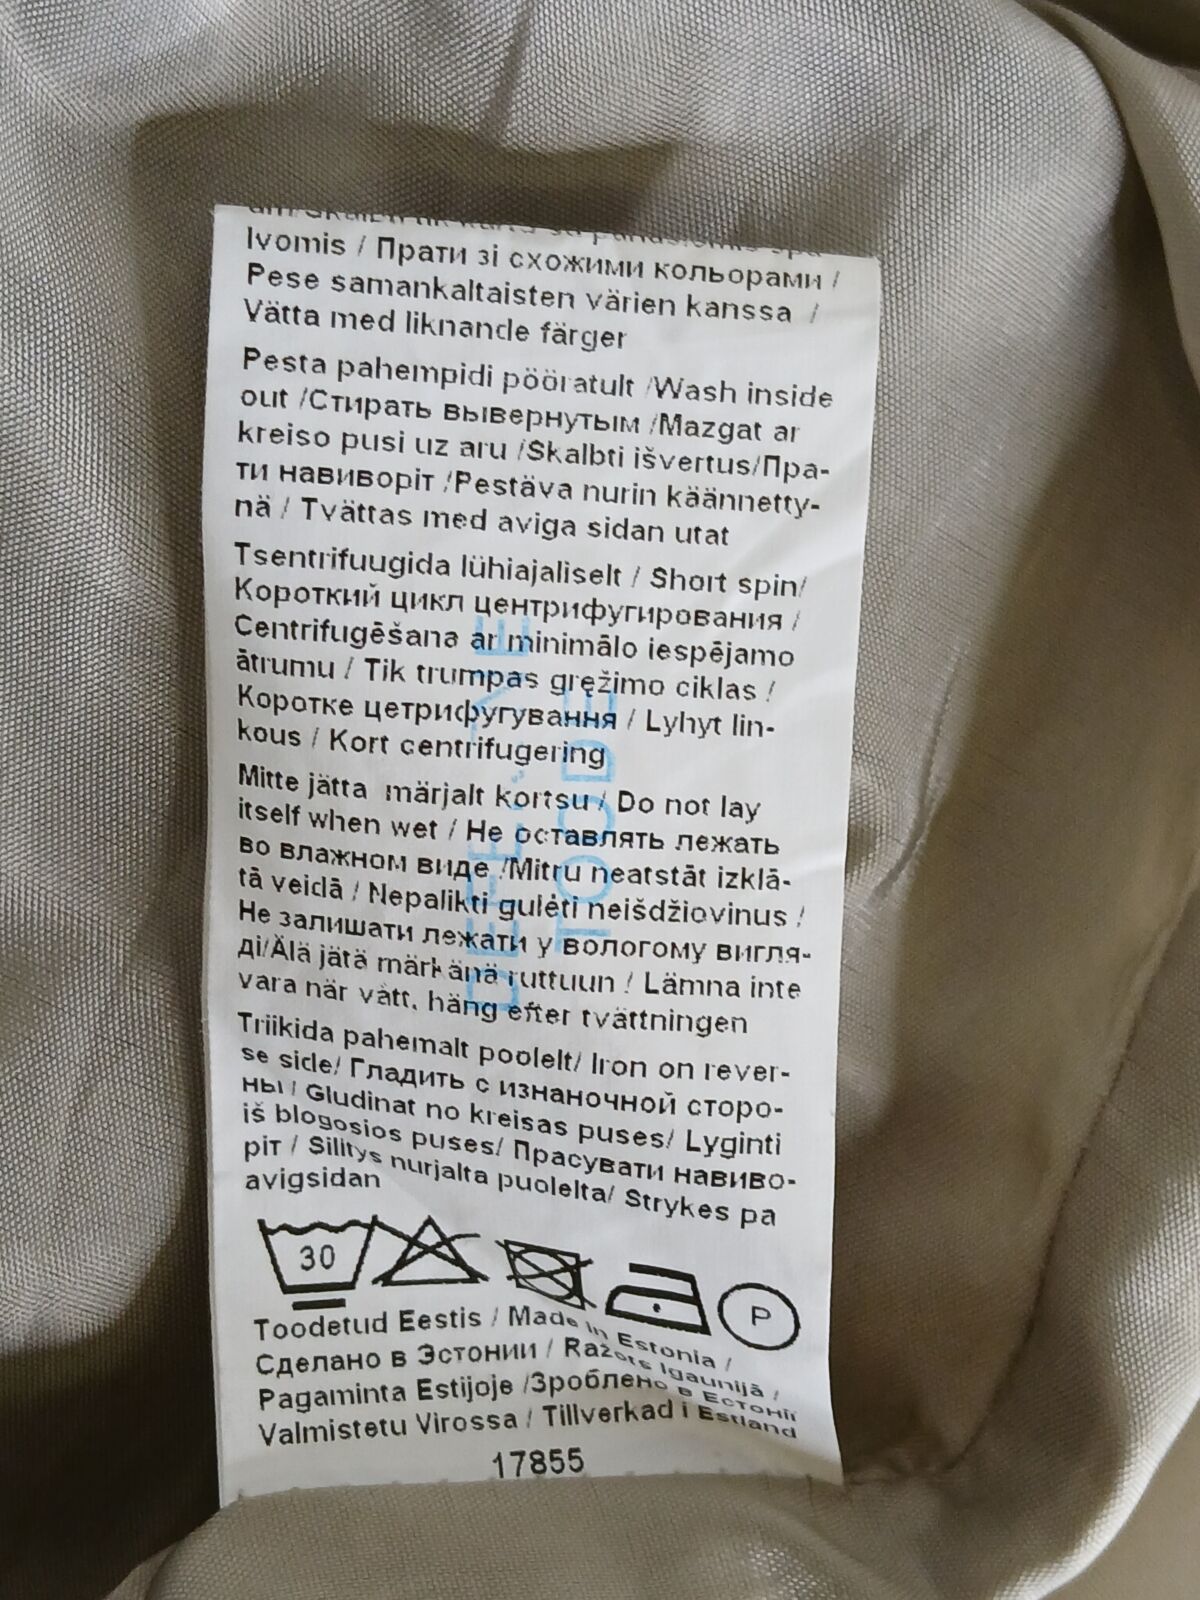 lvomis / Прати зі схожими кольорами /
Pese samankaltaisten värien kanssa /
Vätta med liknande färger
Pesta pahempidi pööratult /Wash inside
out /Стирать вывернутым /Mazgat ar
kreiso pusi uz aru /Skalbti išvertus/Пра-
ти навиворіт /Pestävä nurin käännetty-
nä / Tvättas med aviga sidan utat
Tsentrifuugida lühiajaliselt / Short spin/
Короткий цикл центрифугирования /
Centrifugēšana ar minimālo iespējamo
ātrumu / Tik trumpas gręžimo ciklas /
Коротке цетрифугування / Lyhyt lin-
kous / Kort centrifugering
Mitte jätta märjalt kortsu / Do not lay
itself when wet / Не оставлять лежать
во влажном виде /Mitru neatstāt izklā-
tā veidā / Nepalikti gulėti neišdžiovinus /
Не залишати лежати у вологому вигля-
ді/Älä jätä märkänä ruttuun / Lämna inte
vara när vått, häng efter tvättningen
Triikida pahemalt poolelt/ Iron on rever-
se side/ Гладить с изнаночной сторо-
ны / Gludinat no kreisas puses/ Lyginti
iš blogosios puses/ Прасувати навиво-
ріт / Silitys nurjalta puolelta/ Strykes pa
avigsidan
30
P
Toodetud Eestis / Made in Estonia /
Сделано в Эстонии / Ražots Igaunijā /
Pagaminta Estijoje /Зроблено в Естонії
Valmistetu Virossa / Tillverkad i Estland
17855
TOODE